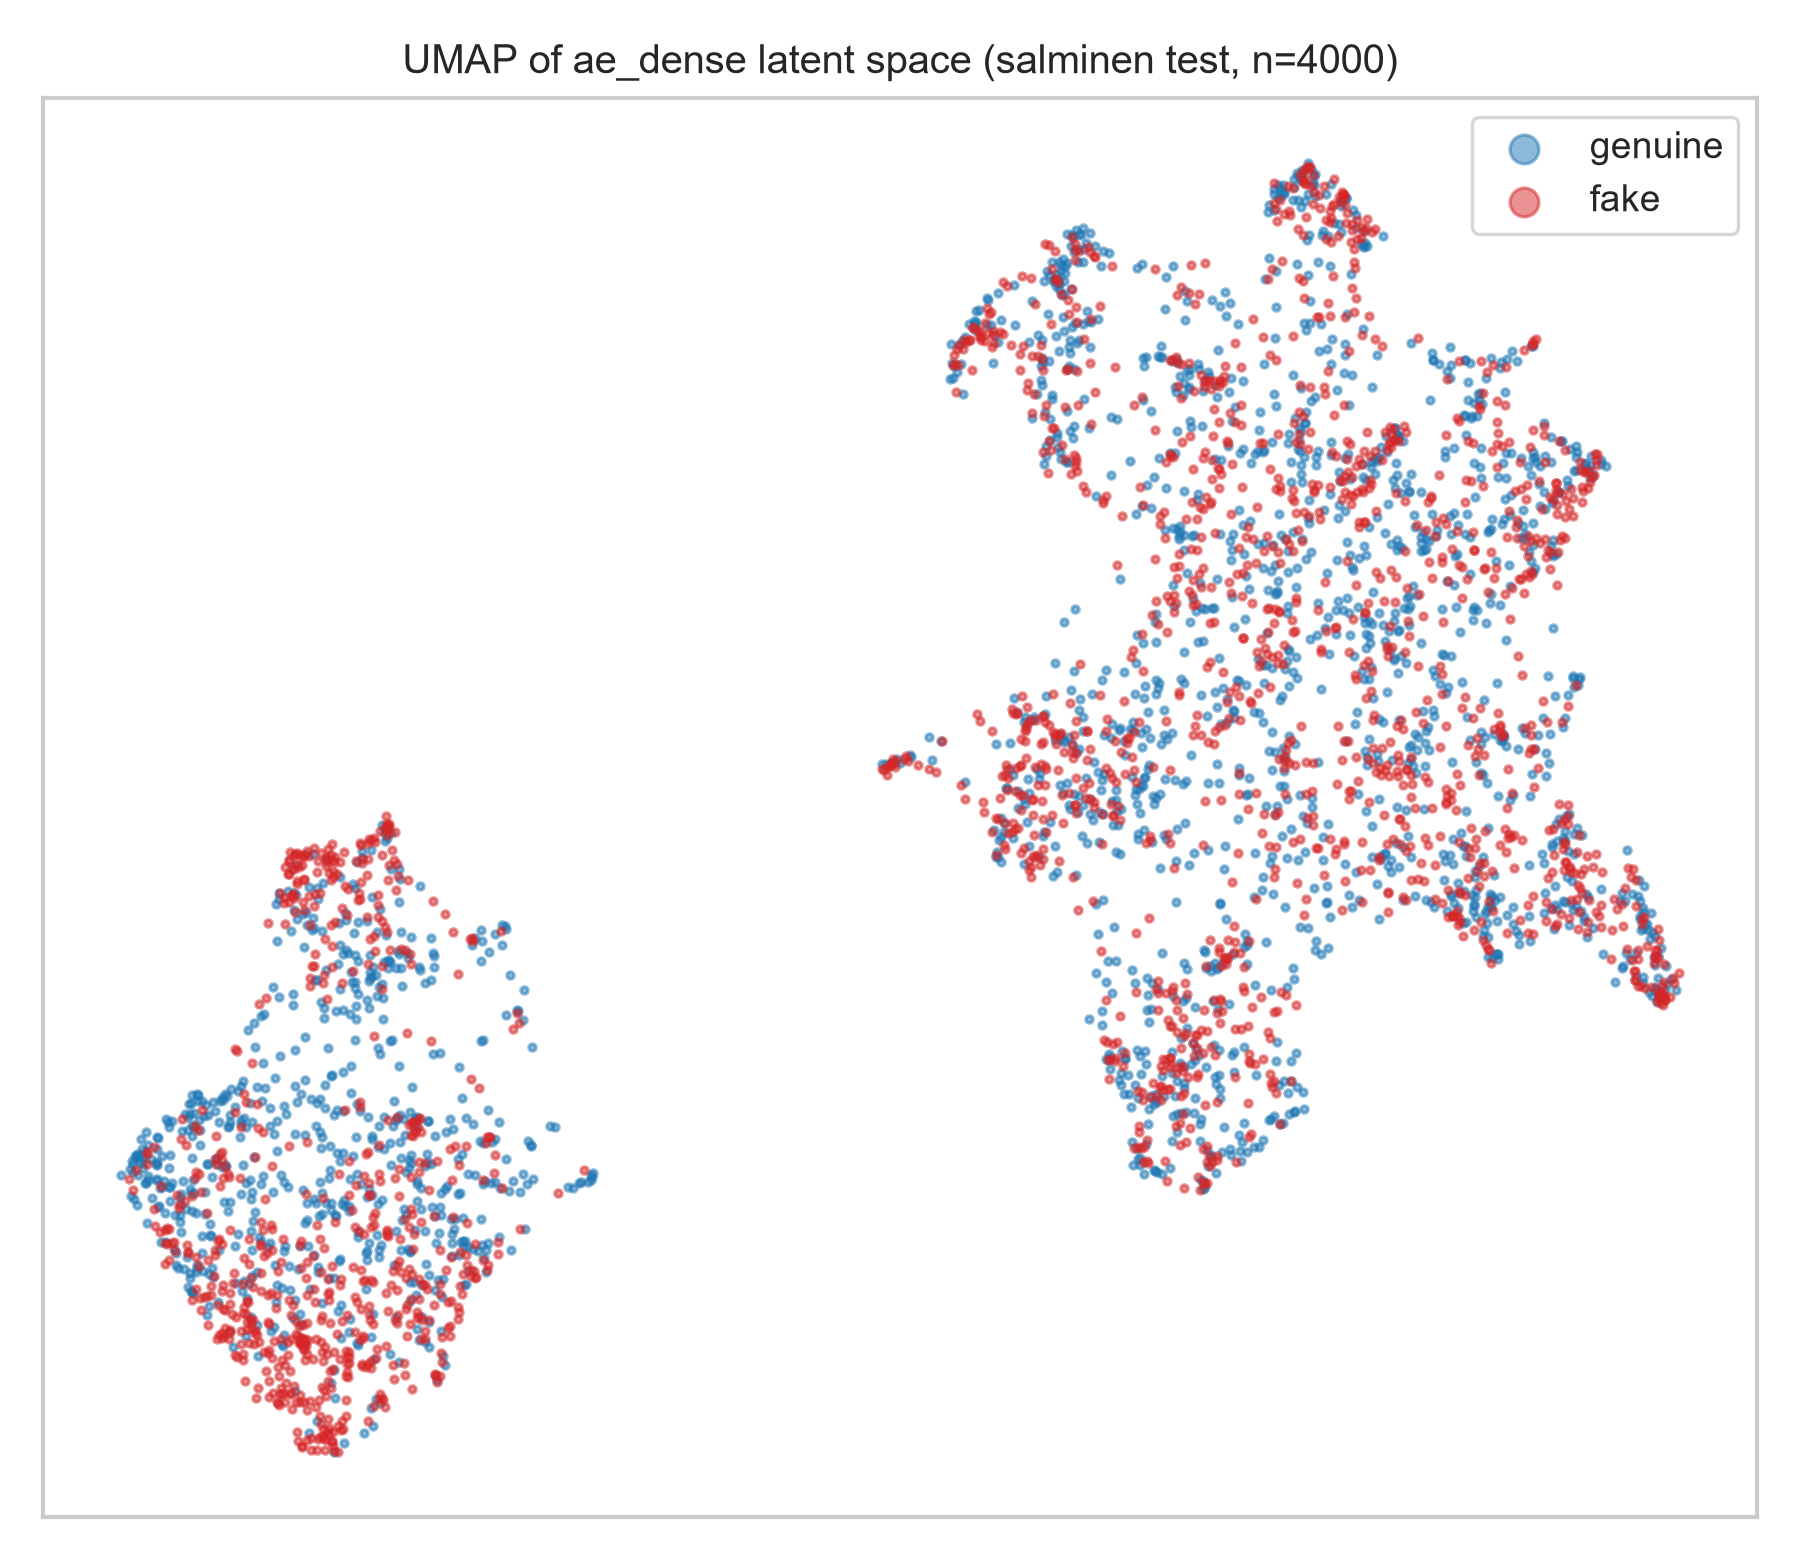 UMAP of ae_dense latent space (salminen test, n=4000)
genuine
fake